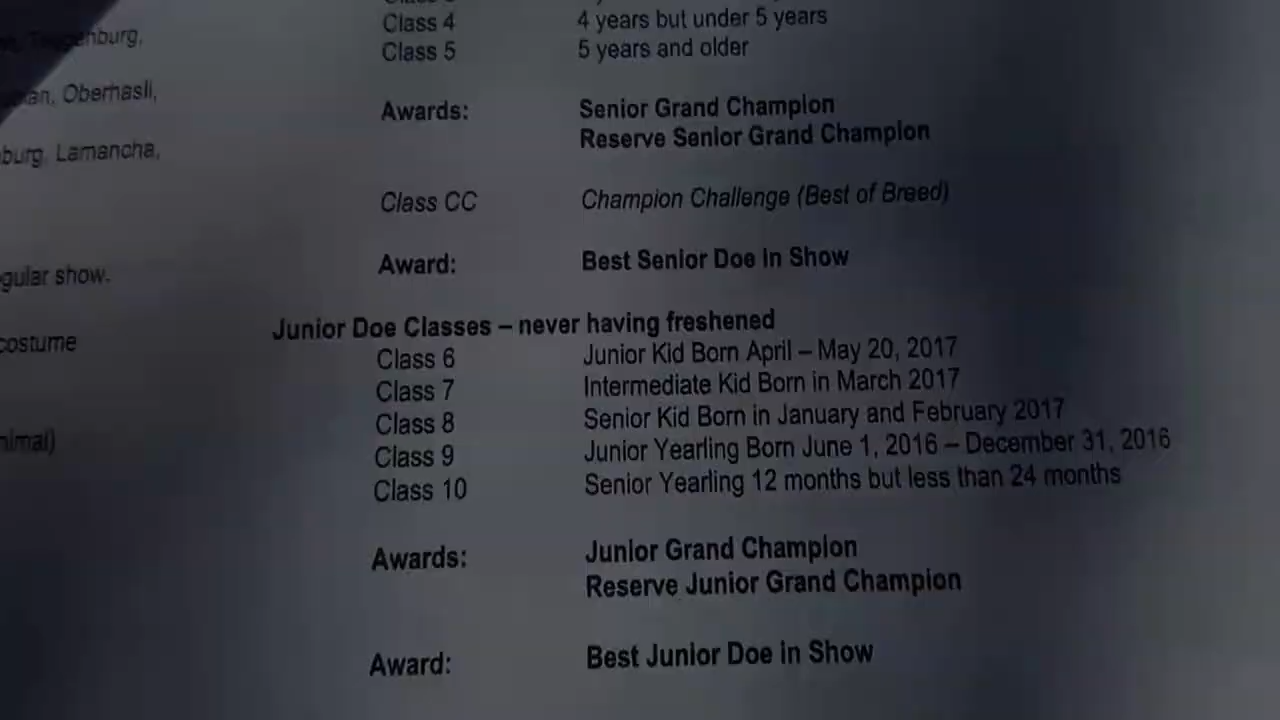 Oberhasli,
Lamancha,
show.
costume
Class 4 4 years but under 5 years
Class 5 5 years and older
Awards: Senior Grand Champion
Reserve Senior Grand Champion
Class CC Champion Challenge (Best of Breed)
Award: Best Senior Doe in Show
Junior Doe Classes – never having freshened
Class 6 Junior Kid Born April – May 20, 2017
Class 7 Intermediate Kid Born in March 2017
Class 8 Senior Kid Born in January and February 2017
Class 9 Junior Yearling Born June 1, 2016 – December 31, 2016
Class 10 Senior Yearling 12 months but less than 24 months
Awards: Junior Grand Champion
Reserve Junior Grand Champion
Award: Best Junior Doe in Show